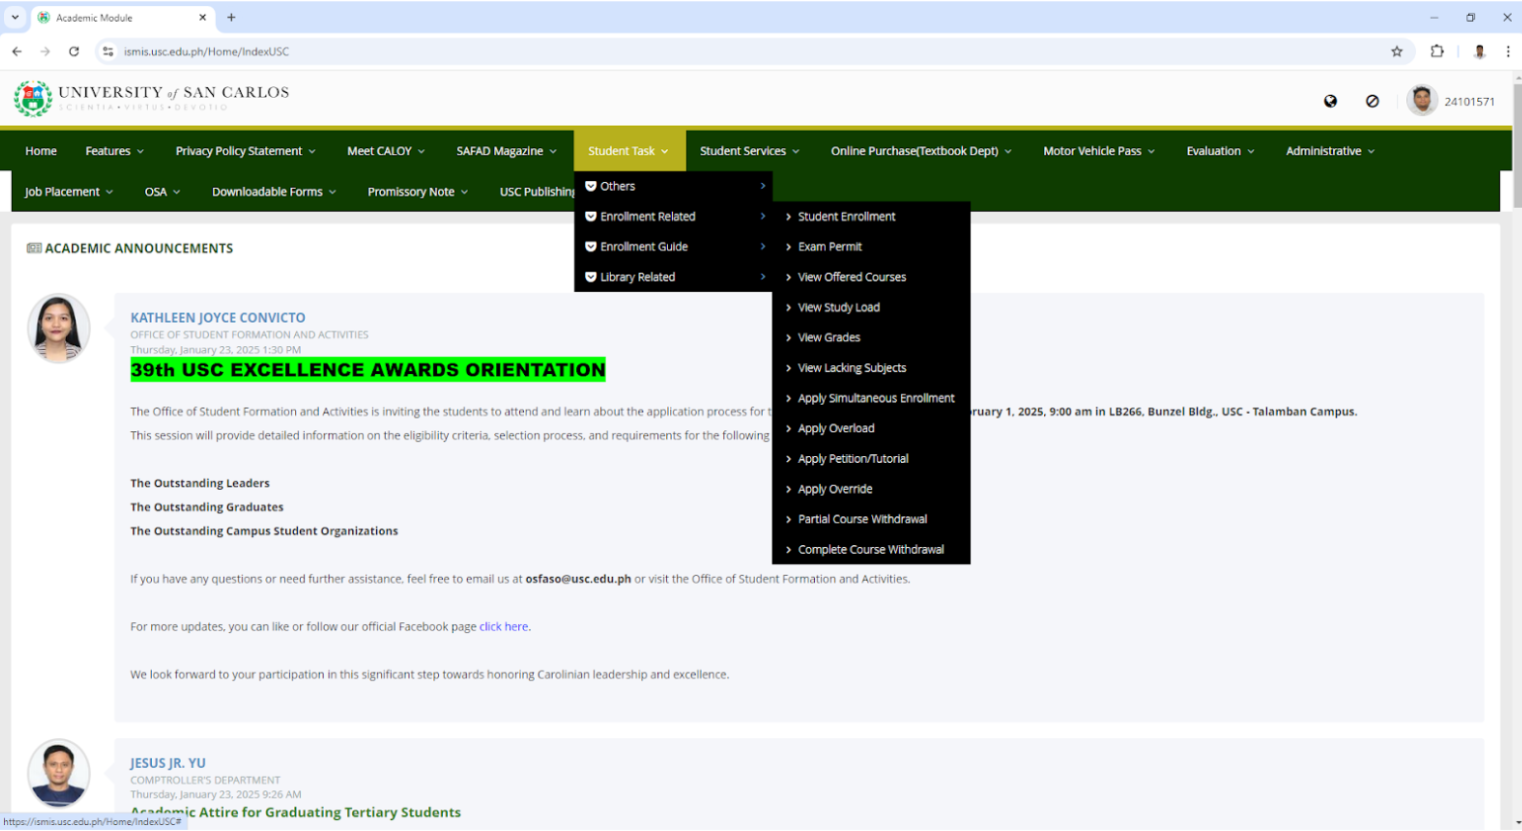 Academic Module
ismis.usc.edu.ph/Home/IndexUSC
UNIVERSITY of SAN CARLOS
SCIENTIA • VIRTUS • DEVOTIO
24101571
Home Features Privacy Policy Statement Meet CALOY SAFAD Magazine Student Task Student Services Online Purchase(Textbook Dept) Motor Vehicle Pass Evaluation Administrative
Job Placement OSA Downloadable Forms Promissory Note USC Publishing
Others
Enrollment Related
Enrollment Guide
Library Related
Student Enrollment
Exam Permit
View Offered Courses
View Study Load
View Grades
View Lacking Subjects
Apply Simultaneous Enrollment
Apply Overload
Apply Petition/Tutorial
Apply Override
Partial Course Withdrawal
Complete Course Withdrawal
ACADEMIC ANNOUNCEMENTS
KATHLEEN JOYCE CONVICTO
OFFICE OF STUDENT FORMATION AND ACTIVITIES
Thursday, January 23, 2025 1:30 PM
39th USC EXCELLENCE AWARDS ORIENTATION
The Office of Student Formation and Activities is inviting the students to attend and learn about the application process for t ruary 1, 2025, 9:00 am in LB266, Bunzel Bldg., USC - Talamban Campus.
This session will provide detailed information on the eligibility criteria, selection process, and requirements for the following
The Outstanding Leaders
The Outstanding Graduates
The Outstanding Campus Student Organizations
If you have any questions or need further assistance, feel free to email us at osfaso@usc.edu.ph or visit the Office of Student Formation and Activities.
For more updates, you can like or follow our official Facebook page click here.
We look forward to your participation in this significant step towards honoring Carolinian leadership and excellence.
JESUS JR. YU
COMPTROLLER'S DEPARTMENT
Thursday, January 23, 2025 9:26 AM
Academic Attire for Graduating Tertiary Students
https://ismis.usc.edu.ph/Home/IndexUSC#